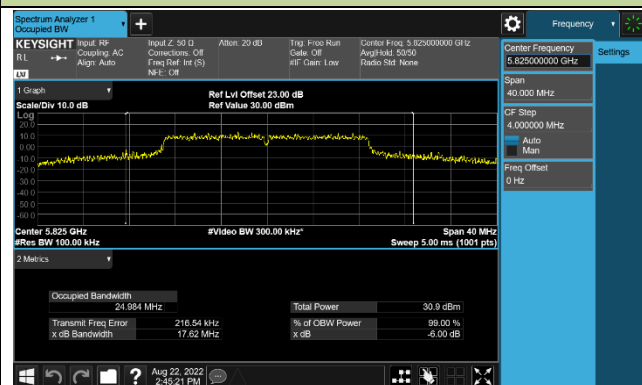 Spectrum Analyzer 1
Occupied BW
+
Frequency
KEYSIGHT
Input: RF
Coupling: AC
Align: Auto
Input Z: 50 Ω
Corrections: Off
Freq Ref: Int (S)
NFE: Off
Atten: 20 dB
Trig: Free Run
Gate: Off
#IF Gain: Low
Center Freq: 5.825000000 GHz
Avg|Hold: 50/50
Radio Std: None
RL
LXI
Center Frequency
5.825000000 GHz
Settings
Span
40.000 MHz
CF Step
4.000000 MHz
Auto
Man
Freq Offset
0 Hz
1 Graph
Scale/Div 10.0 dB
Ref Lvl Offset 23.00 dB
Ref Value 30.00 dBm
Log
20.0
10.0
0.00
-10.0
-20.0
-30.0
-40.0
-50.0
-60.0
Center 5.825 GHz
#Res BW 100.00 kHz
#Video BW 300.00 kHz*
Span 40 MHz
Sweep 5.00 ms (1001 pts)
2 Metrics
Occupied Bandwidth
24.984 MHz
Total Power 30.9 dBm
Transmit Freq Error 216.54 kHz
% of OBW Power 99.00 %
x dB Bandwidth 17.62 MHz
x dB -6.00 dB
?
Aug 22, 2022
2:45:21 PM